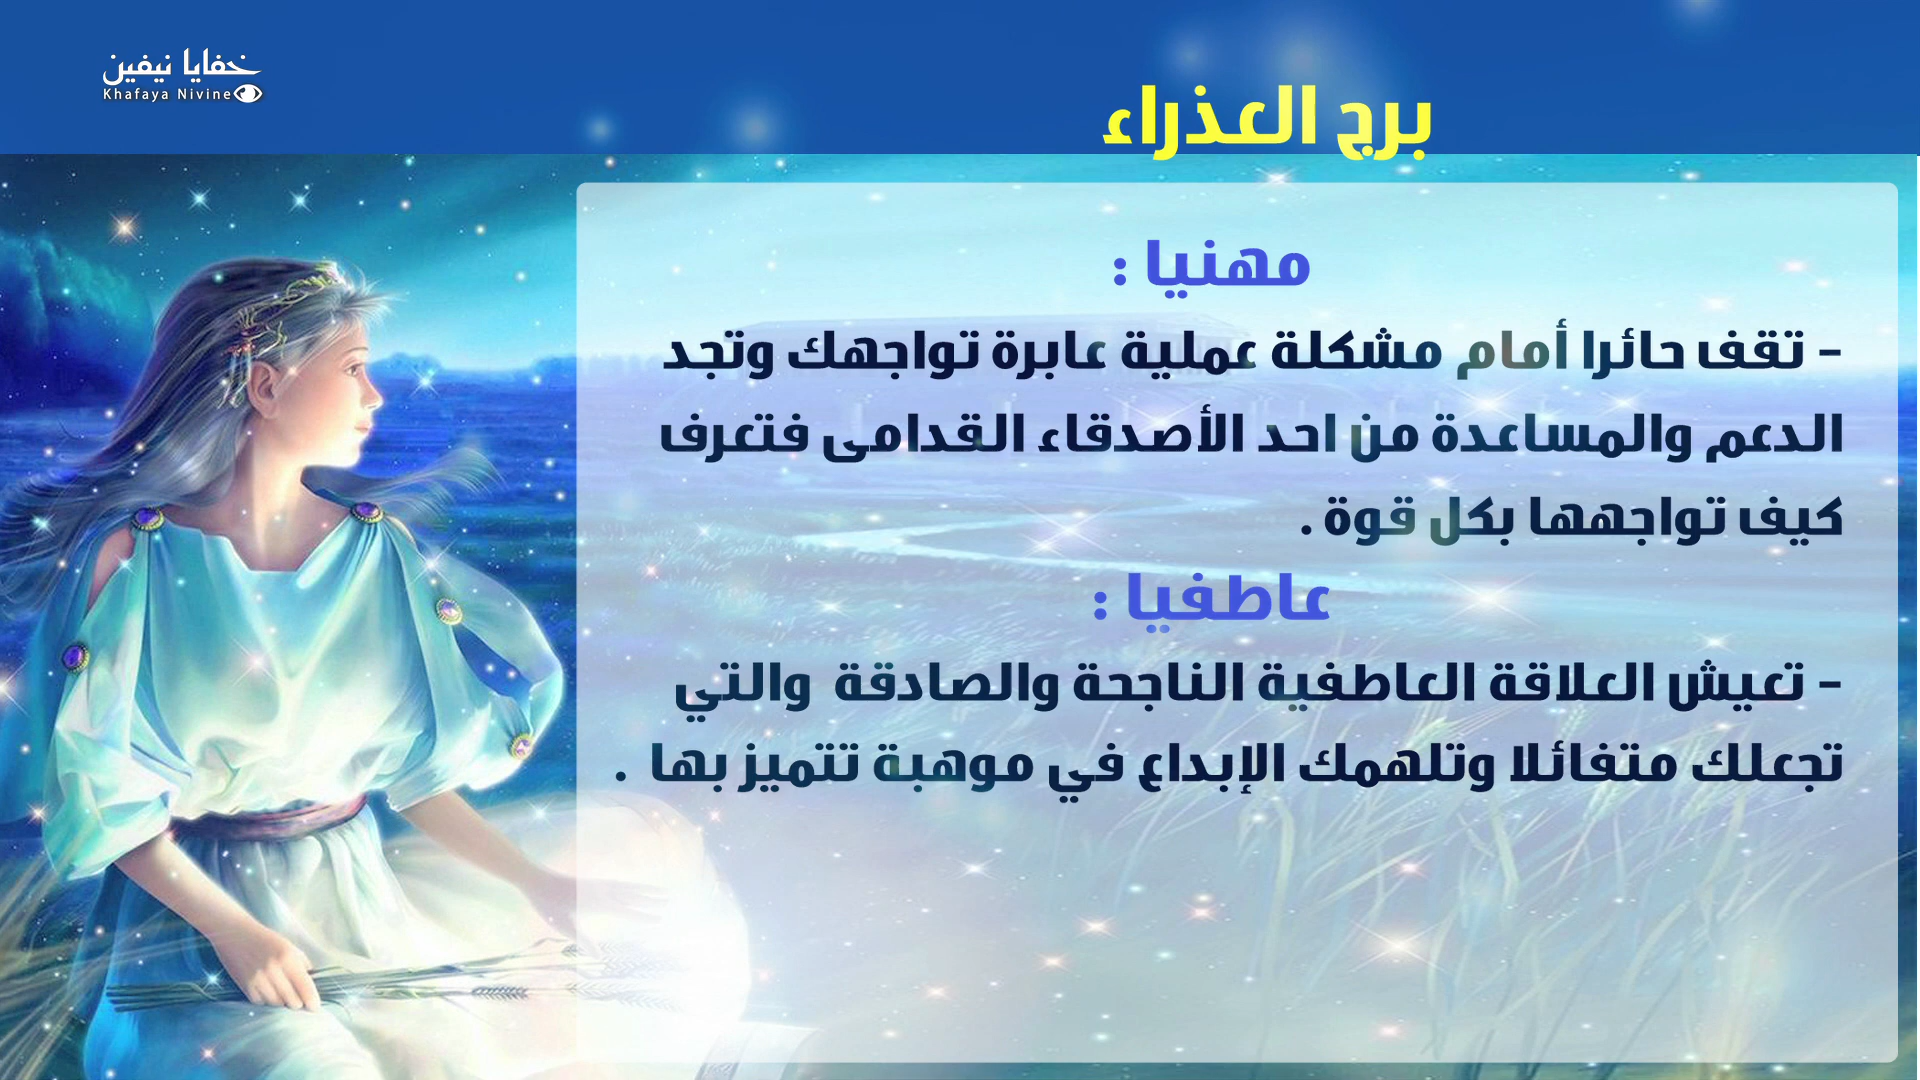 خفايا نيفين
Khafaya Nivine
برج العذراء
مهنيا :
- تقف حائرا أمام مشكلة عملية عابرة تواجهك وتجد
الدعم والمساعدة من احد الأصدقاء القدامى فتعرف
كيف تواجهها بكل قوة .
عاطفيا :
- تعيش العلاقة العاطفية الناجحة والصادقة والتي
تجعلك متفائلا وتلهمك الإبداع في موهبة تتميز بها .